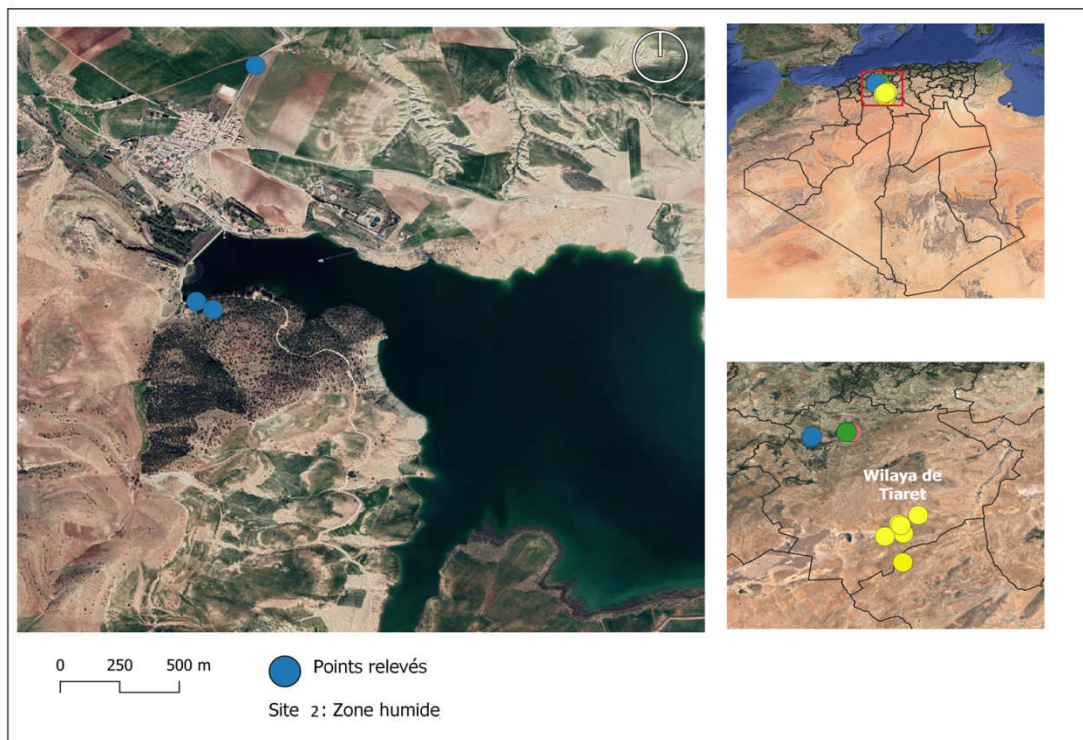 Wilaya de
Tiaret
0 250 500 m
Points relevés
Site 2: Zone humide